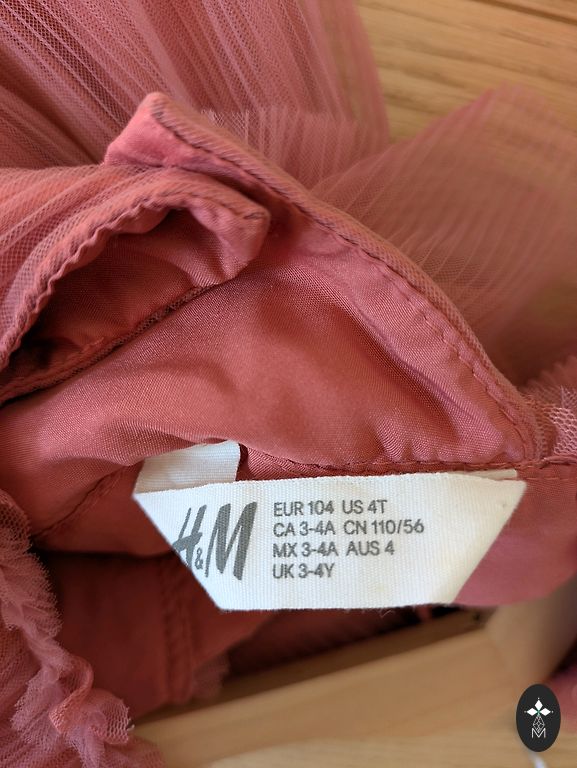 H&M
EUR 104 US 4T
CA 3-4A CN 110/56
MX 3-4A AUS 4
UK 3-4Y
M